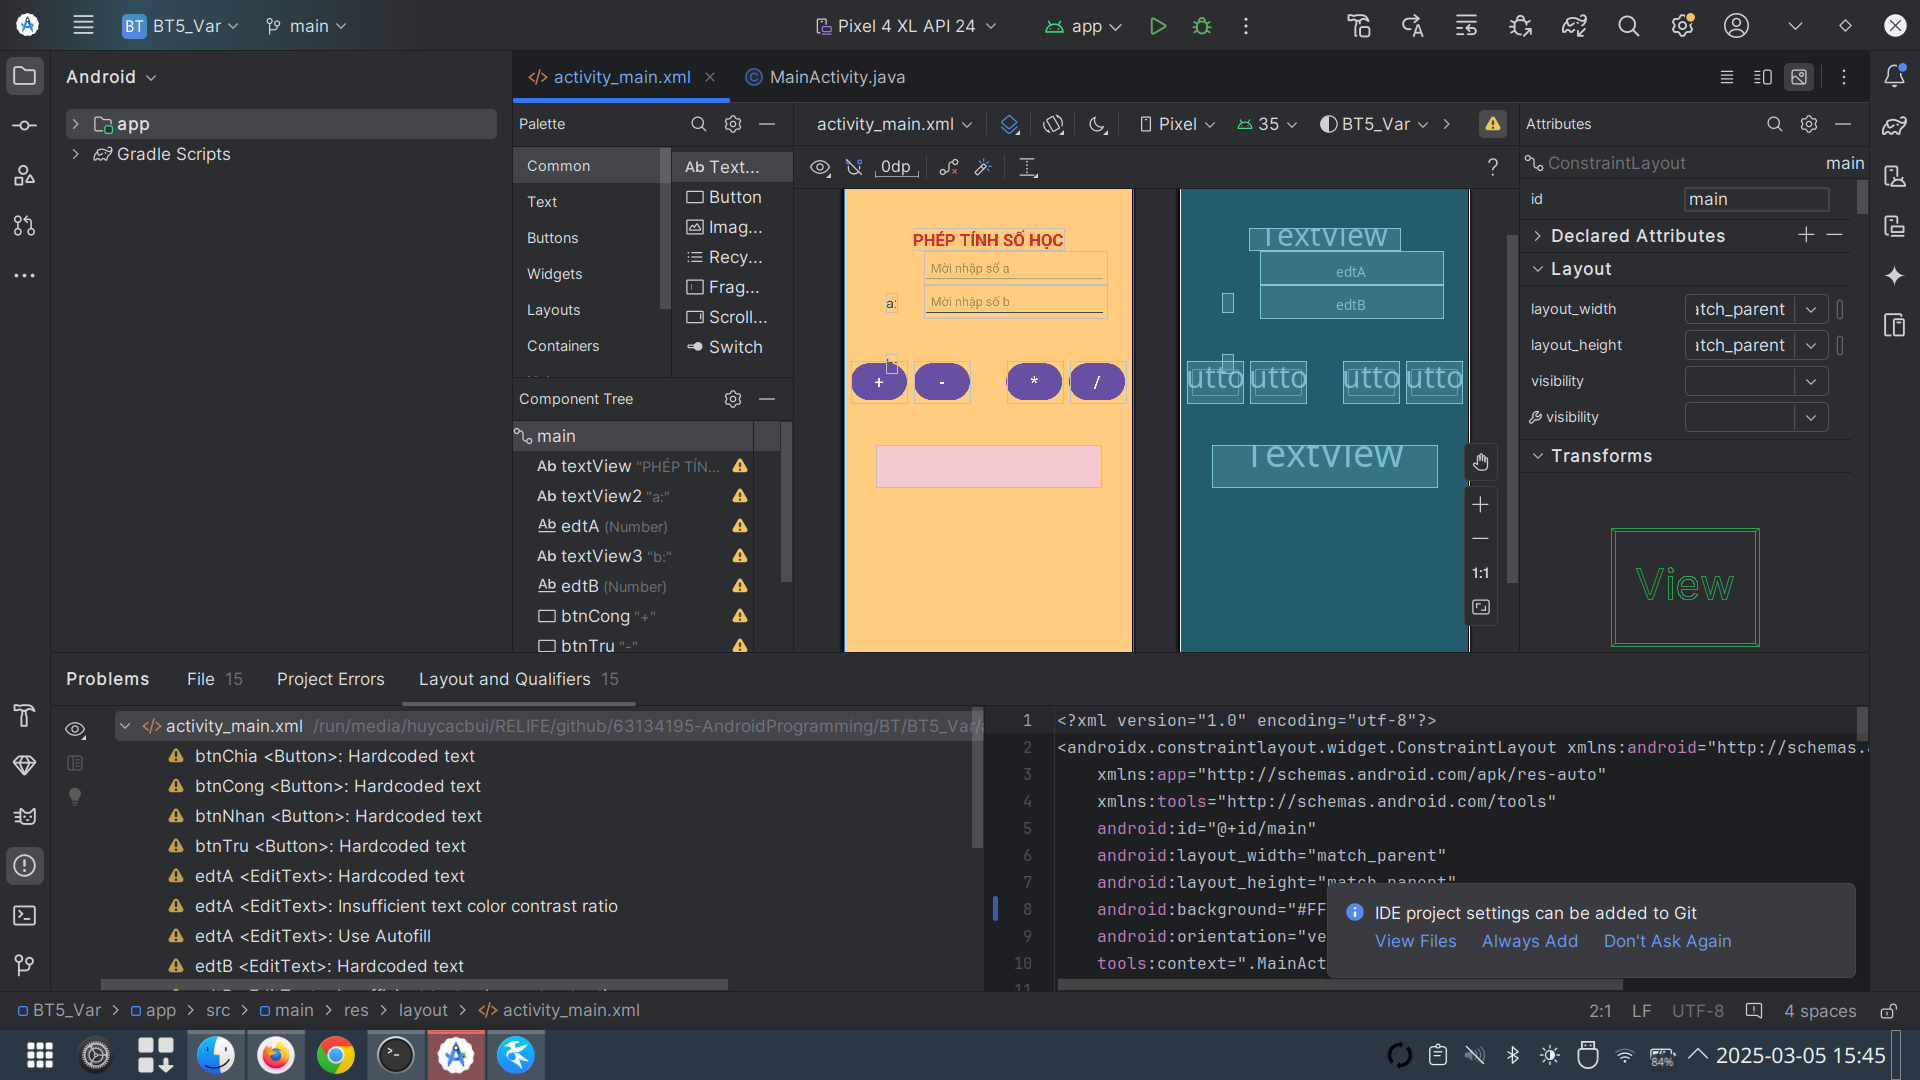 BT BT5_Var main Pixel 4 XL API 24 app
Android
activity_main.xml MainActivity.java
app
Gradle Scripts
Palette
Common
Text
Buttons
Widgets
Layouts
Containers
Ab Text...
Button
Imag...
Recy...
Frag...
Scroll...
Switch
activity_main.xml Pixel 35 BT5_Var
0dp
?
PHÉP TÍNH SỐ HỌC
Mời nhập số a
Mời nhập số b
a:
+ - * /
TextView
edtA
edtB
utto utto utto utto
TextView
1:1
Component Tree
main
Ab textView "PHÉP TÍN...
Ab textView2 "a:"
Ab edtA (Number)
Ab textView3 "b:"
Ab edtB (Number)
btnCong "+"
btnTru "-"
Attributes
ConstraintLayout main
id main
Declared Attributes
Layout
layout_width atch_parent
layout_height atch_parent
visibility
visibility
Transforms
View
Problems File 15 Project Errors Layout and Qualifiers 15
activity_main.xml /run/media/huycacbui/RELIFE/github/63134195-AndroidProgramming/BT/BT5_Var/
btnChia <Button>: Hardcoded text
btnCong <Button>: Hardcoded text
btnNhan <Button>: Hardcoded text
btnTru <Button>: Hardcoded text
edtA <EditText>: Hardcoded text
edtA <EditText>: Insufficient text color contrast ratio
edtA <EditText>: Use Autofill
edtB <EditText>: Hardcoded text
1 <?xml version="1.0" encoding="utf-8"?>
2 <androidx.constraintlayout.widget.ConstraintLayout xmlns:android="http://schemas.
3 xmlns:app="http://schemas.android.com/apk/res-auto"
4 xmlns:tools="http://schemas.android.com/tools"
5 android:id="@+id/main"
6 android:layout_width="match_parent"
7 android:layout_height="match_parent"
8 android:background="#FF
9 android:orientation="ve
10 tools:context=".MainAct
11
IDE project settings can be added to Git
View Files Always Add Don't Ask Again
BT5_Var > app > src > main > res > layout > activity_main.xml
2:1 LF UTF-8 4 spaces
84% 2025-03-05 15:45